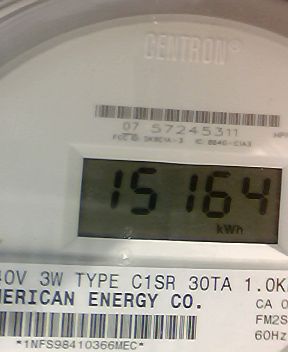 CENTRON®
07 57245311
15164
kWh
40V 3W TYPE C1SR 30TA 1.0K
MERICAN ENERGY CO.
CA 0
FM2S
60Hz
*1NFS98410366MEC*